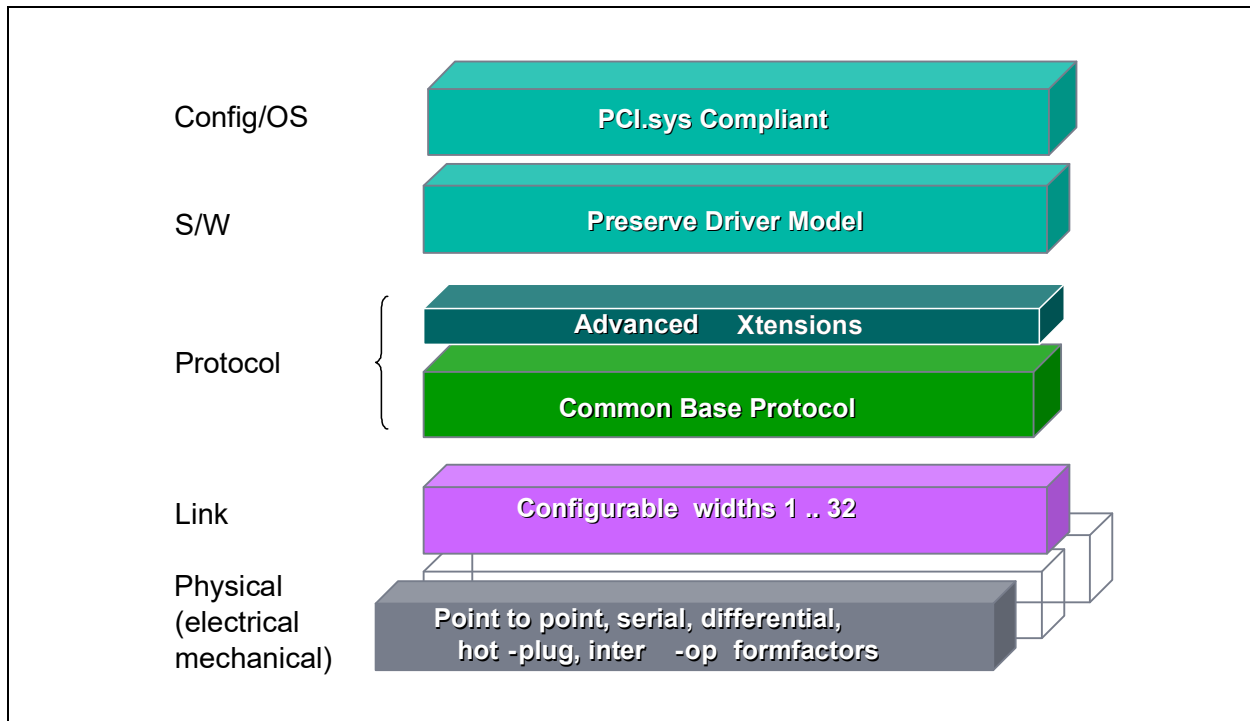 Config/OS
PCI.sys Compliant
S/W
Preserve Driver Model
Protocol
Advanced Xtensions
Common Base Protocol
Link
Configurable widths 1 .. 32
Physical
(electrical
mechanical)
Point to point, serial, differential,
hot -plug, inter -op formfactors